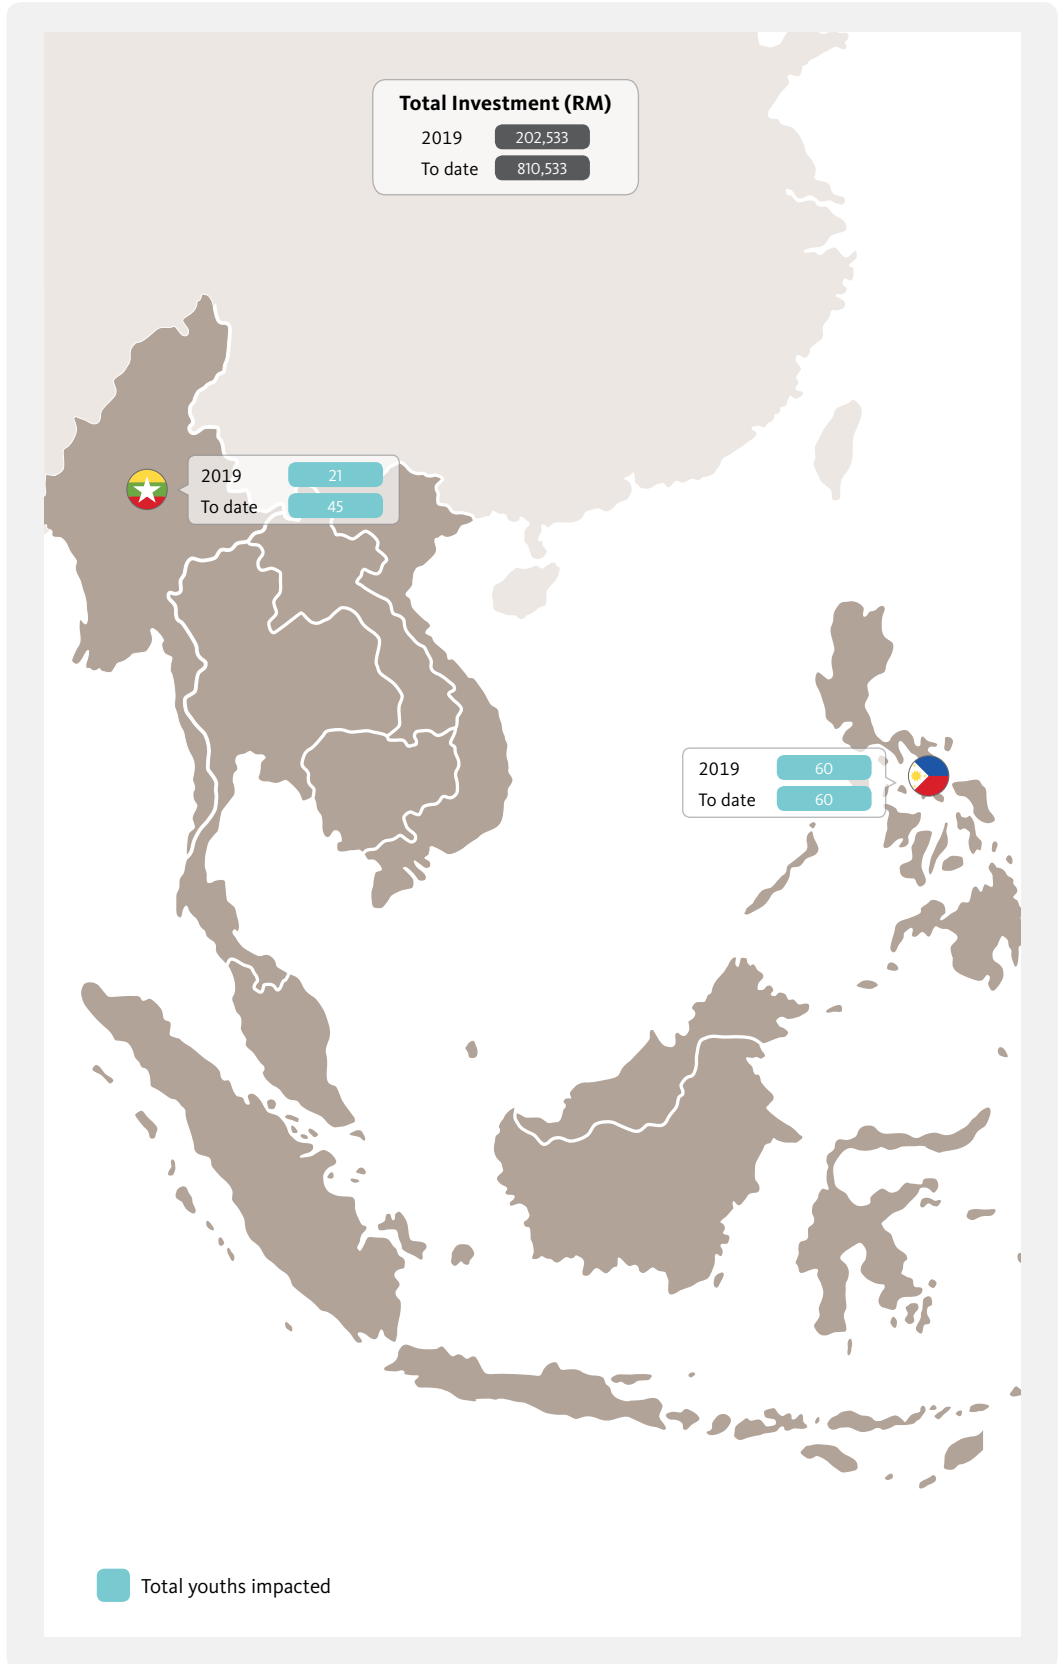 Total Investment (RM)
2019 202,533
To date 810,533
2019 21
To date 45
2019 60
To date 60
Total youths impacted